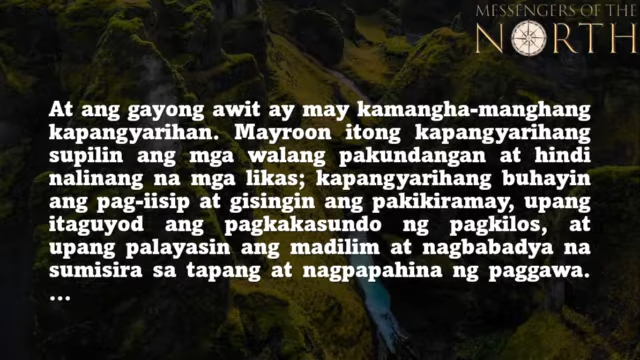 MESSENGERS OF THE
NORTH
At ang gayong awit ay may kamangha-manghang
kapangyarihan. Mayroon itong kapangyarihang
supilin ang mga walang pakundangan at hindi
nalinang na mga likas; kapangyarihang buhayin
ang pag-iisip at gisingin ang pakikiramay, upang
itaguyod ang pagkakasundo ng pagkilos, at
upang palayasin ang madilim at nagbabadya na
sumisira sa tapang at nagpapahina ng paggawa.
...